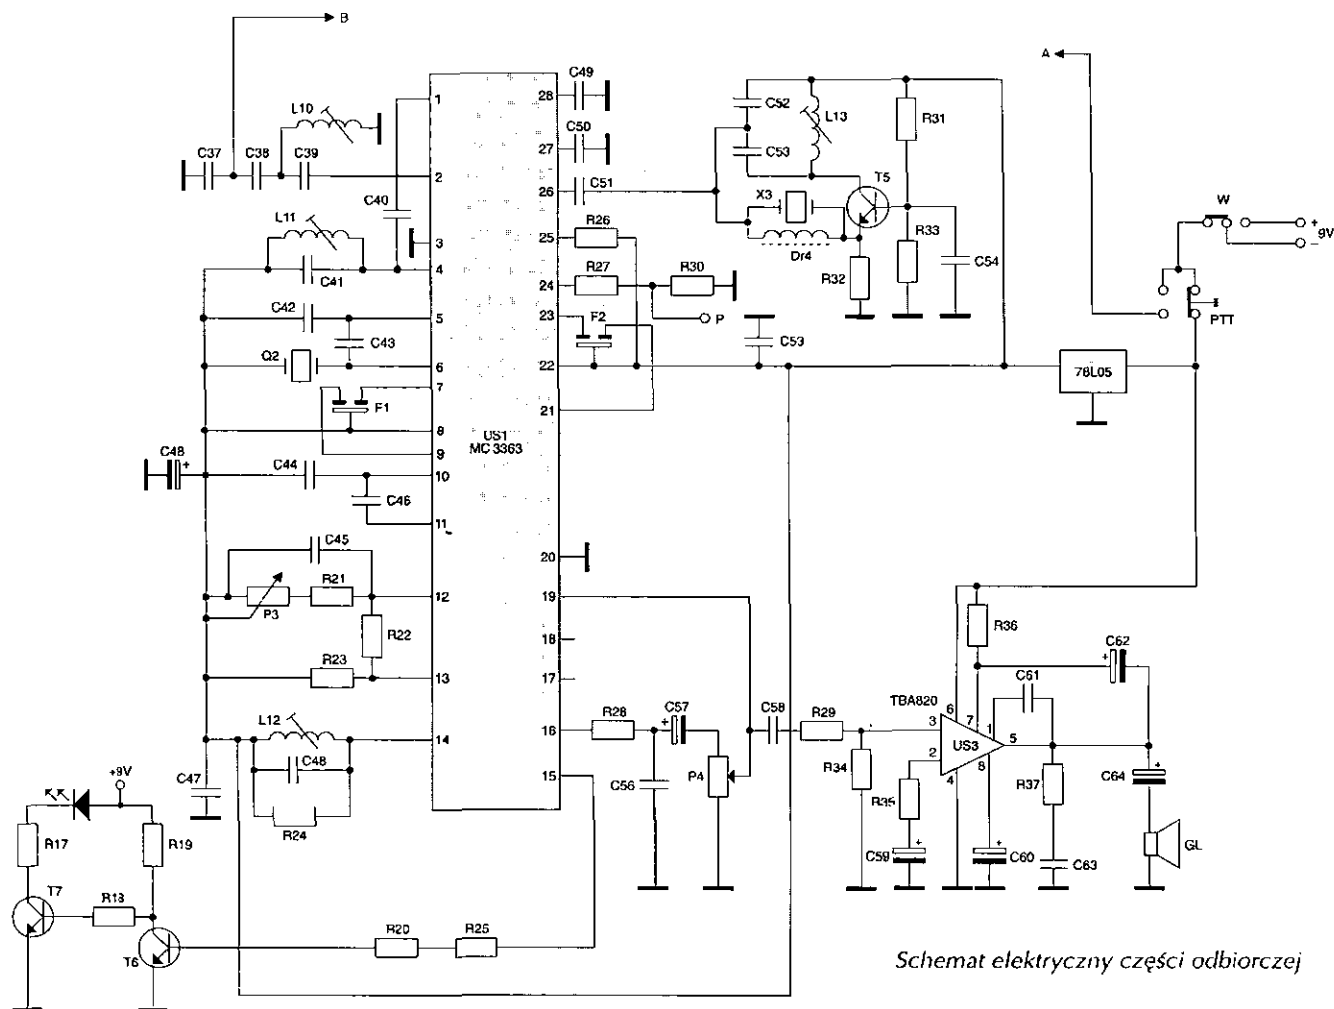 B
A
L10
C37
C38
C39
C40
L11
C41
C42
C43
Q2
F1
C48
+
C44
C46
C45
P3
R21
R22
R23
L12
C48
R24
C47
+9V
R17
R19
T7
R18
T6
R20
R25
1
2
3
4
5
6
7
8
9
10
11
12
13
14
US1
MC 3363
28
27
26
25
24
23
22
21
20
19
18
17
16
15
C49
C50
C51
R26
R27
R30
F2
P
C53
C52
C53
L13
X3
Dr4
T5
R31
R32
R33
C54
W
+
9V
–
PTT
78L05
R28
C57
+
C56
P4
C58
R29
R34
R35
C59
+
TBA820
US3
3
2
6
7
1
8
4
5
R36
C61
C62
+
C60
+
R37
C63
C64
+
GL
Schemat elektryczny części odbiorczej